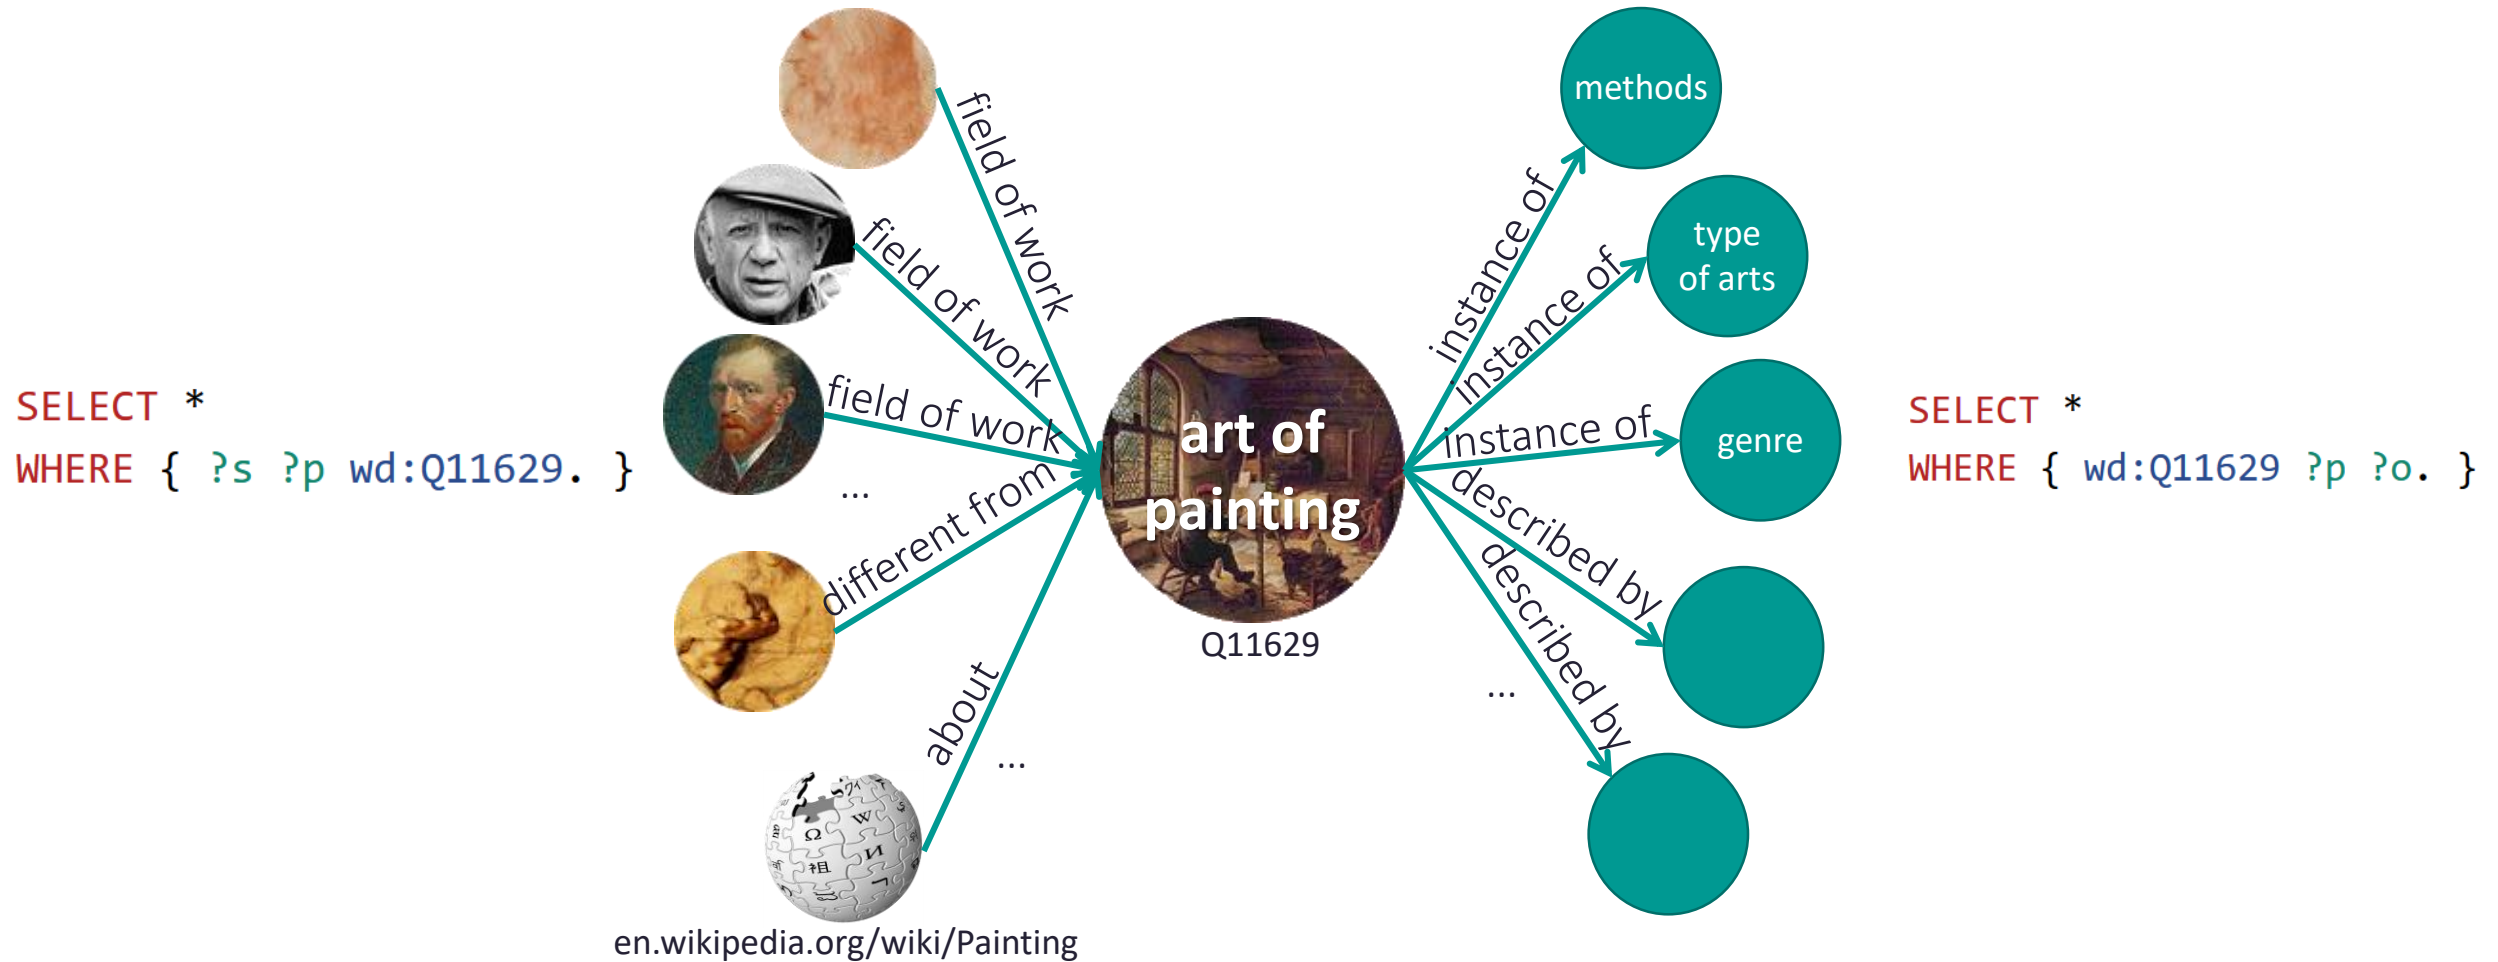 SELECT *
WHERE { ?s ?p wd:Q11629. }
field of work
field of work
field of work
...
different from
about
...
en.wikipedia.org/wiki/Painting
art of
painting
Q11629
instance of
instance of
instance of
described by
described by
...
methods
type
of arts
genre
SELECT *
WHERE { wd:Q11629 ?p ?o. }
Ω
W
祖
И